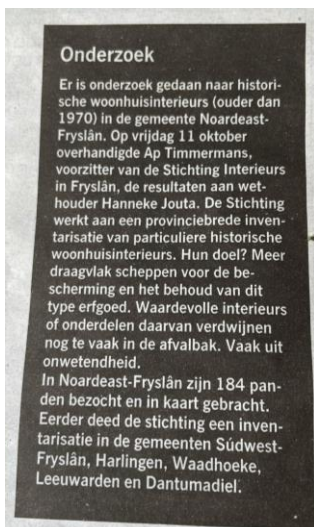 Onderzoek
Er is onderzoek gedaan naar histori-
sche woonhuisinterieurs (ouder dan
1970) in de gemeente Noardeast-
Fryslân. Op vrijdag 11 oktober
overhandigde Ap Timmermans,
voorzitter van de Stichting Interieurs
in Fryslân, de resultaten aan wet-
houder Hanneke Jouta. De Stichting
werkt aan een provinciebrede inven-
tarisatie van particuliere historische
woonhuisinterieurs. Hun doel? Meer
draagvlak scheppen voor de be-
scherming en het behoud van dit
type erfgoed. Waardevolle interieurs
of onderdelen daarvan verdwijnen
nog te vaak in de afvalbak. Vaak uit
onwetendheid.
In Noardeast-Fryslân zijn 184 pan-
den bezocht en in kaart gebracht.
Eerder deed de stichting een inven-
tarisatie in de gemeenten Súdwest-
Fryslân, Harlingen, Waadhoeke,
Leeuwarden en Dantumadiel.